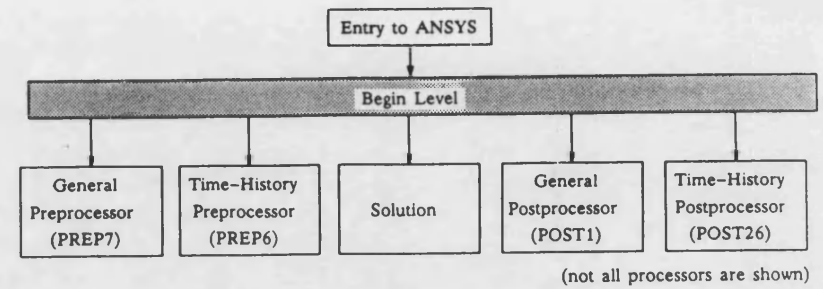 Entry to ANSYS
Begin Level
General
Preprocessor
(PREP7)
Time-History
Preprocessor
(PREP6)
Solution
General
Postprocessor
(POST1)
Time-History
Postprocessor
(POST26)
(not all processors are shown)